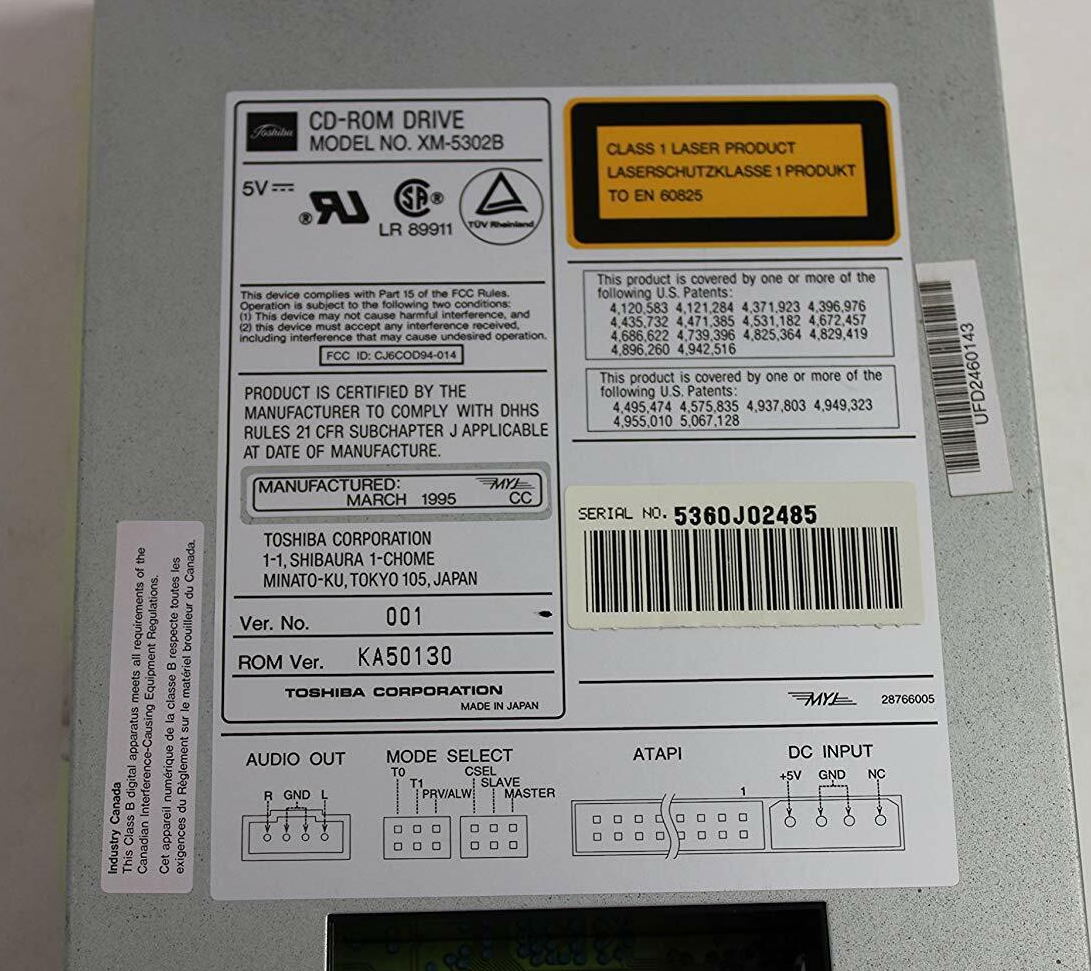 Toshiba
CD-ROM DRIVE
MODEL NO. XM-5302B
5V
LR 89911
TÜV Rheinland
This device complies with Part 15 of the FCC Rules.
Operation is subject to the following two conditions:
(1) This device may not cause harmful interference, and
(2) this device must accept any interference received,
including interference that may cause undesired operation.
FCC ID: CJ6COD94-014
PRODUCT IS CERTIFIED BY THE
MANUFACTURER TO COMPLY WITH DHHS
RULES 21 CFR SUBCHAPTER J APPLICABLE
AT DATE OF MANUFACTURE.
MANUFACTURED: MYL
MARCH 1995 CC
TOSHIBA CORPORATION
1-1, SHIBAURA 1-CHOME
MINATO-KU, TOKYO 105, JAPAN
Ver. No. 001
ROM Ver. KA50130
TOSHIBA CORPORATION
MADE IN JAPAN
CLASS 1 LASER PRODUCT
LASERSCHUTZKLASSE 1 PRODUKT
TO EN 60825
This product is covered by one or more of the
following U.S. Patents:
4,120,583 4,121,284 4,371,923 4,396,976
4,435,732 4,471,385 4,531,182 4,672,457
4,686,622 4,739,396 4,825,364 4,829,419
4,896,260 4,942,516
This product is covered by one or more of the
following U.S. Patents:
4,495,474 4,575,835 4,937,803 4,949,323
4,955,010 5,067,128
SERIAL NO. 5360J02485
MYL 28766005
UFD2460143
AUDIO OUT
R GND L
MODE SELECT
T0 CSEL
T1 SLAVE
PRV/ALW MASTER
ATAPI
1
DC INPUT
+5V GND NC
Industry Canada
This Class B digital apparatus meets all requirements of the
Canadian Interference-Causing Equipment Regulations.
Cet appareil numérique de la classe B respecte toutes les
exigences du Règlement sur le matériel brouilleur du Canada.